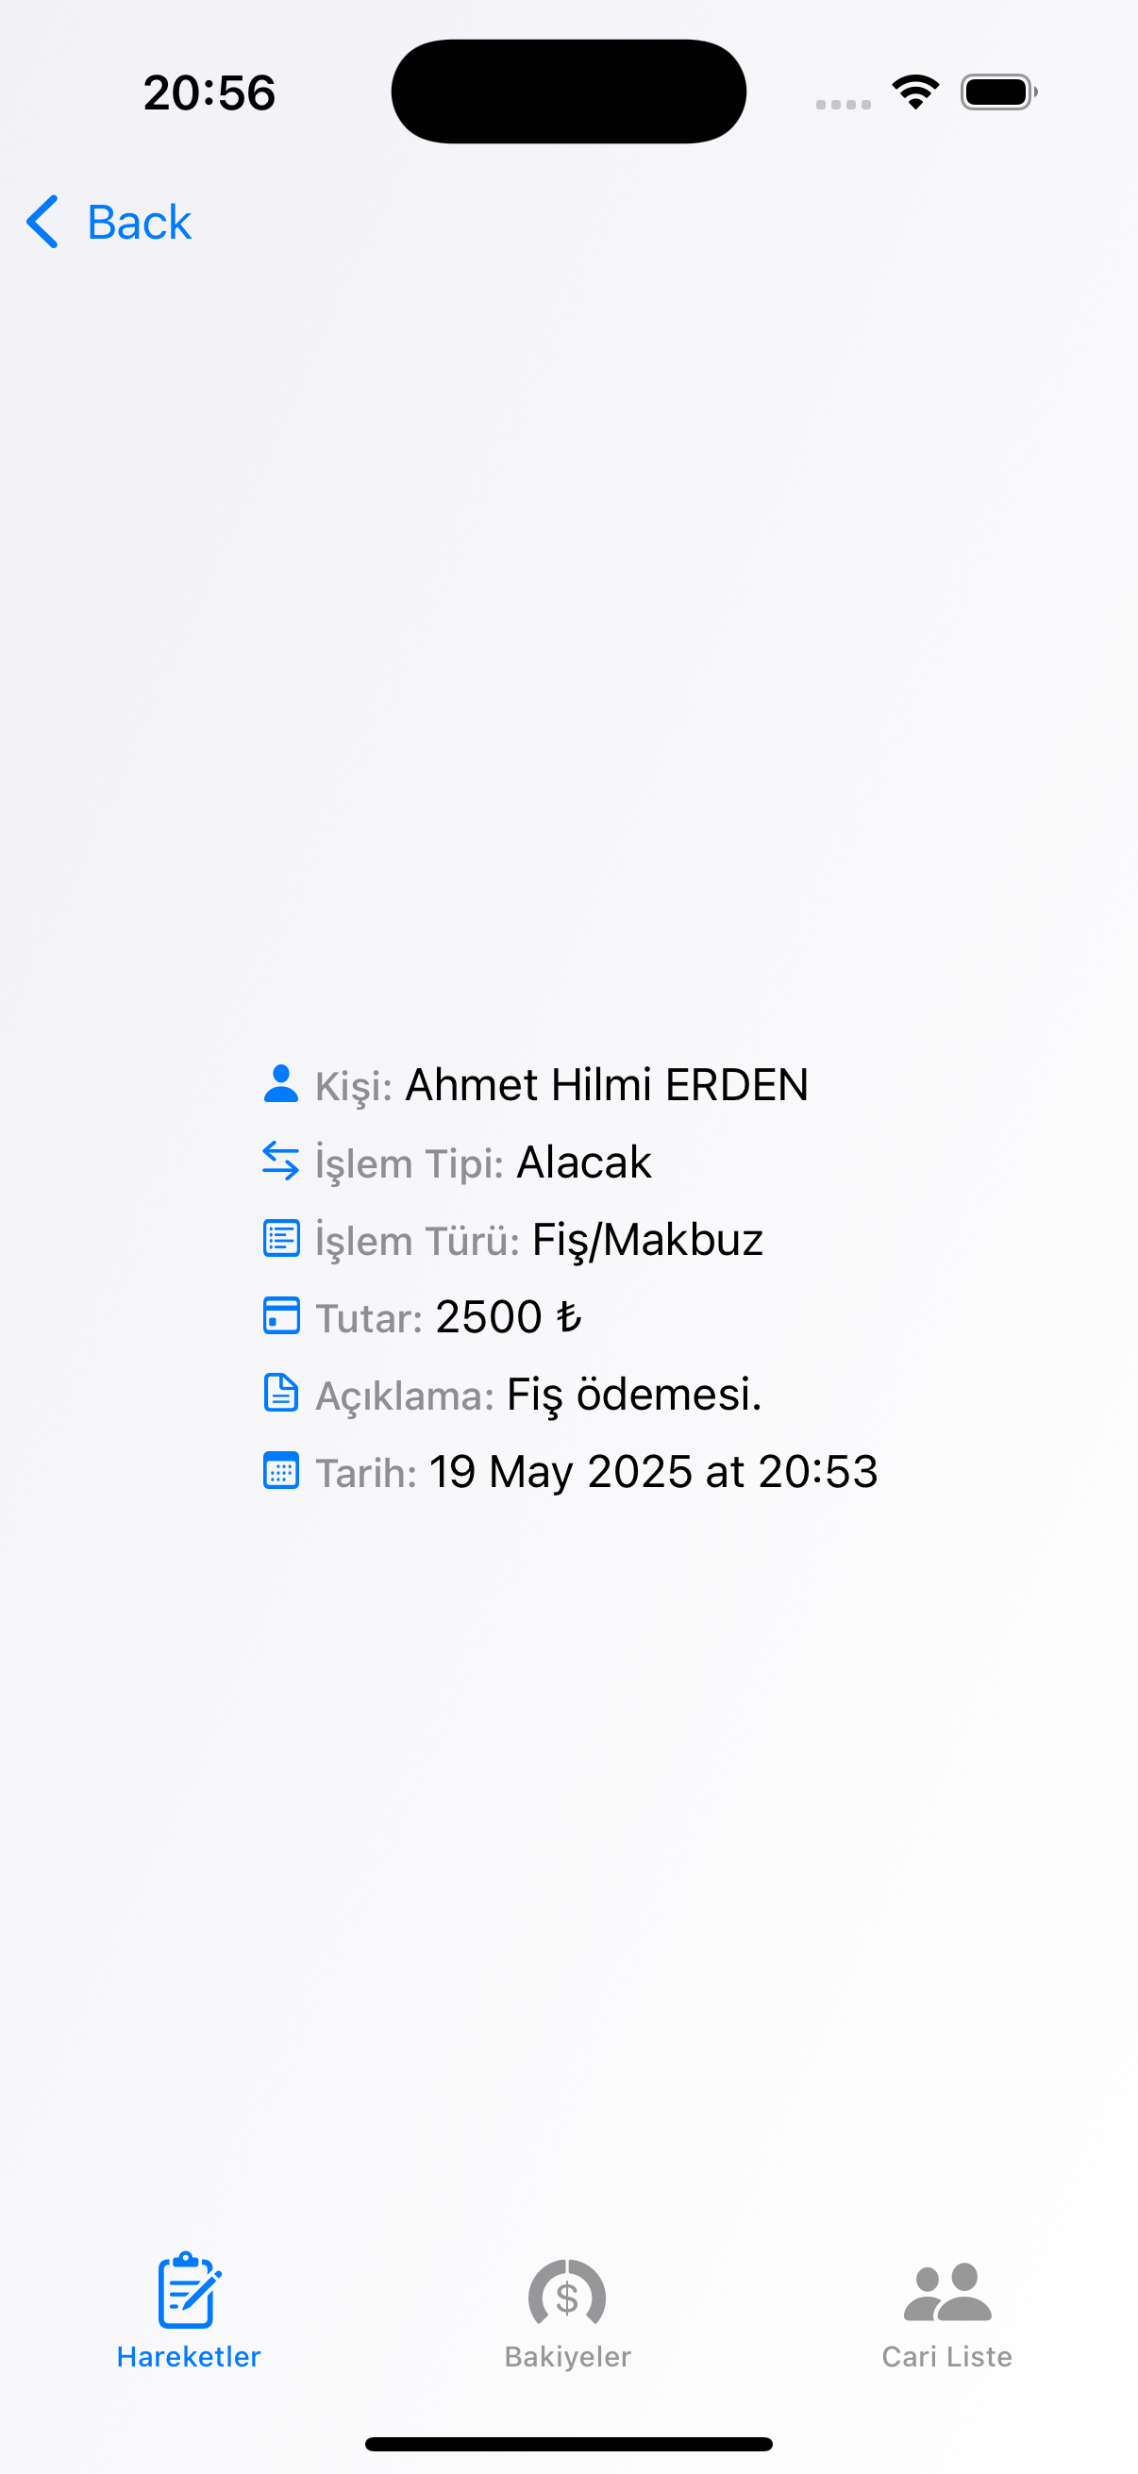 20:56
Back
Kişi: Ahmet Hilmi ERDEN
İşlem Tipi: Alacak
İşlem Türü: Fiş/Makbuz
Tutar: 2500 ₺
Açıklama: Fiş ödemesi.
Tarih: 19 May 2025 at 20:53
Hareketler
Bakiyeler
Cari Liste